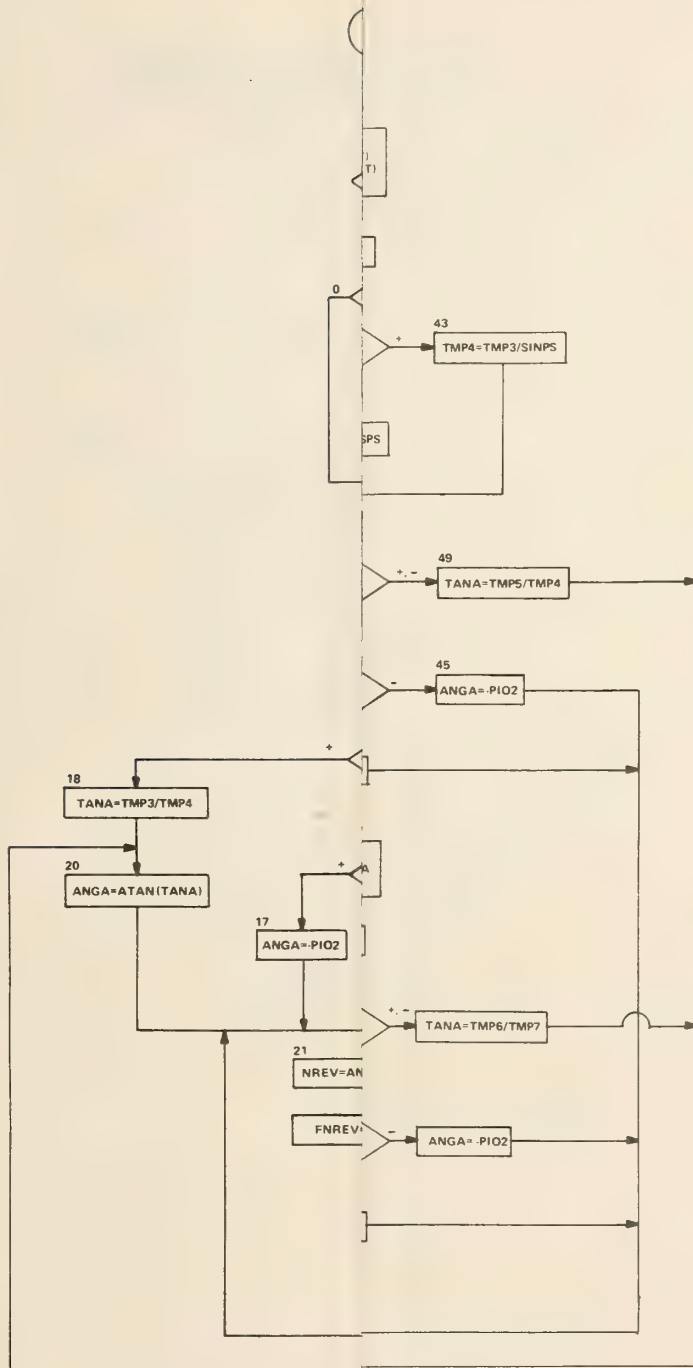 )
T)
0
43
+
TMP4=TMP3/SINPS
SPS
49
+,-
TANA=TMP5/TMP4
45
-
ANGA=-PIO2
+
18
TANA=TMP3/TMP4
20
+
A
ANGA=ATAN(TANA)
17
ANGA=-PIO2
+,-
TANA=TMP6/TMP7
21
NREV=AN
FNREV=
-
ANGA=-PIO2